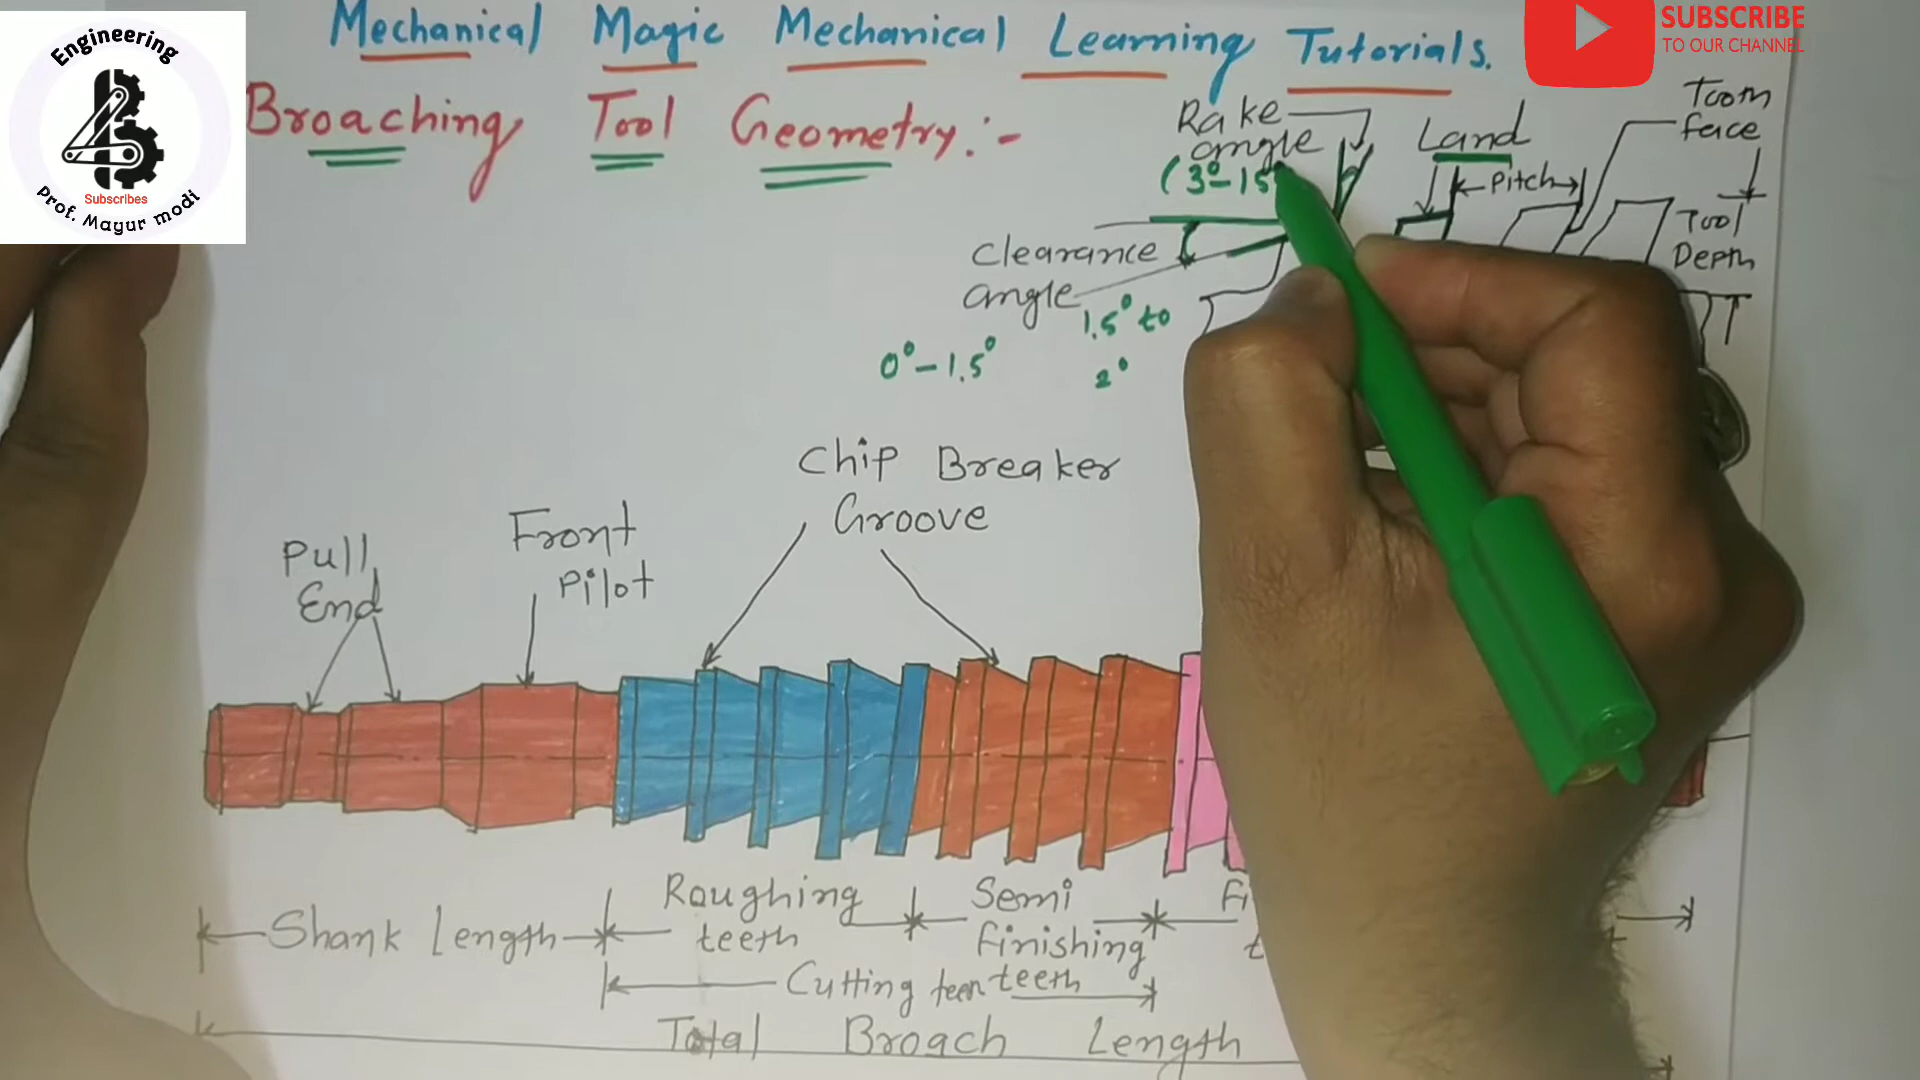 Engineering
Subscribes
Prof. Mayur modi
Mechanical Magic Mechanical Learning Tutorials.
SUBSCRIBE
TO OUR CHANNEL
Broaching Tool Geometry:-
Rake
angle
(3°-15°
Land
Pitch
Tooth
face
Tool
Depth
Clearance
angle
1.5° to
2°
0°-1.5°
Chip Breaker
Groove
Pull
End
Front
Pilot
Shank Length
Roughing
teeth
Semi
finishing
teeth
Cutting teeth
Total Broach Length